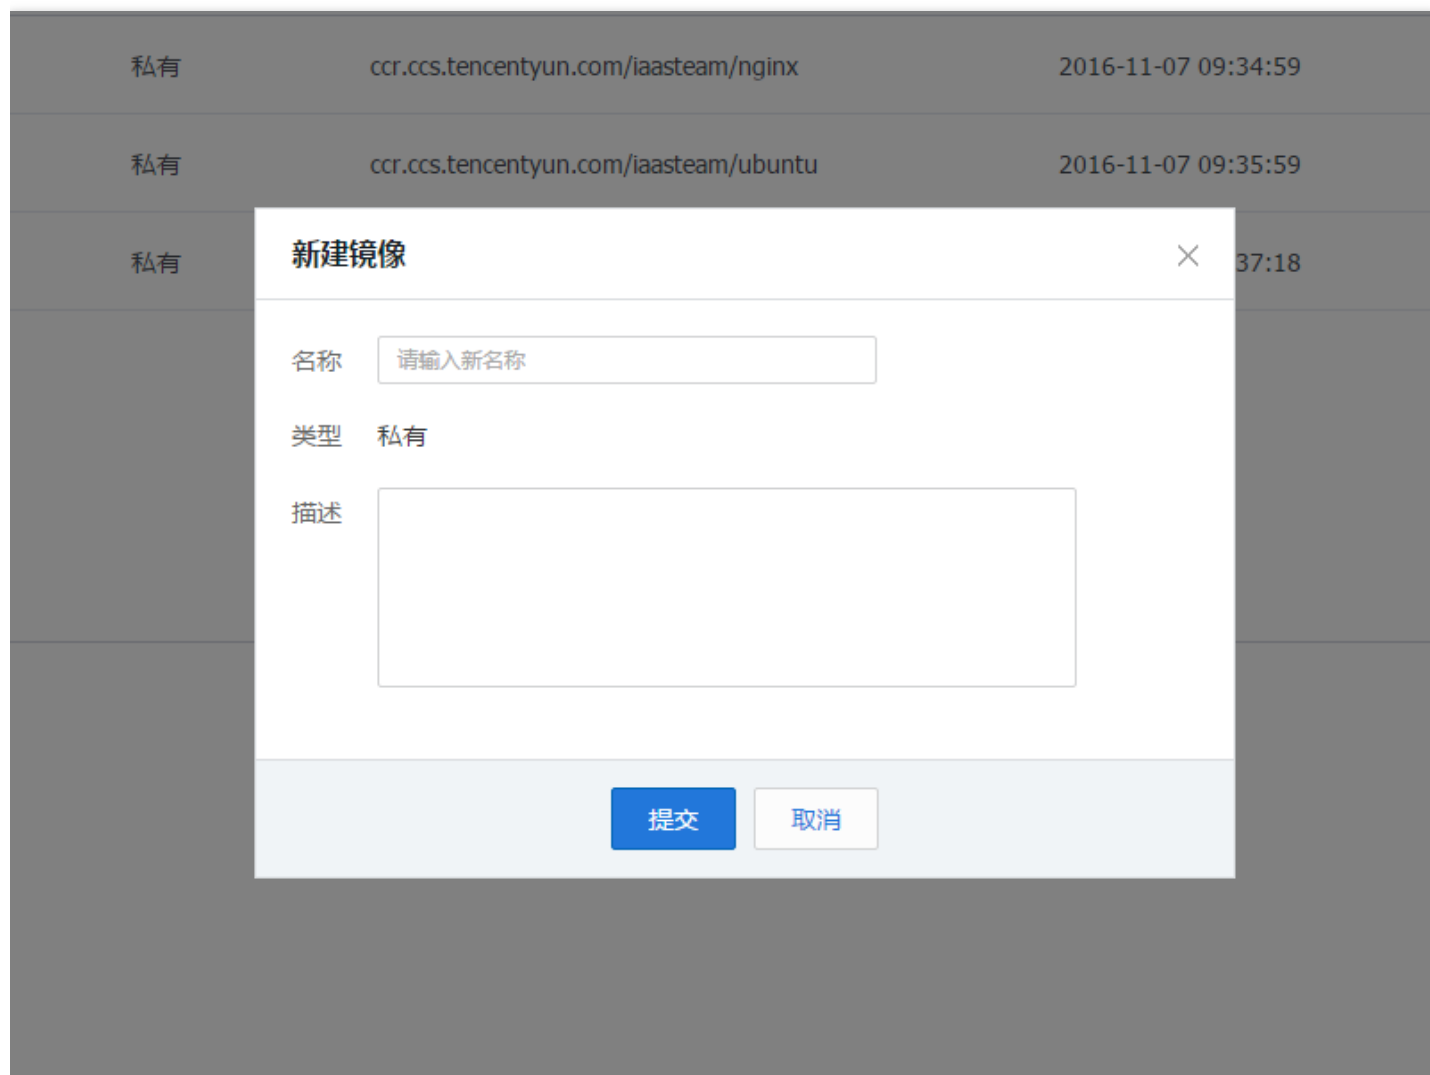 私有 ccr.ccs.tencentyun.com/iaasteam/nginx 2016-11-07 09:34:59
私有 ccr.ccs.tencentyun.com/iaasteam/ubuntu 2016-11-07 09:35:59
私有 37:18
新建镜像
名称 请输入新名称
类型 私有
描述
提交 取消